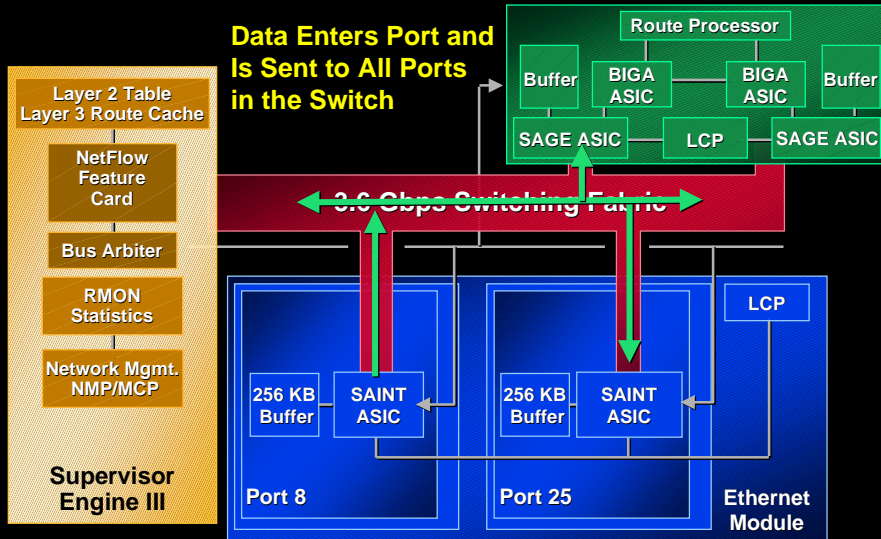 Data Enters Port and
Is Sent to All Ports
in the Switch
Layer 2 Table
Layer 3 Route Cache
NetFlow
Feature
Card
Bus Arbiter
RMON
Statistics
Network Mgmt.
NMP/MCP
Supervisor
Engine III
Route Processor
Buffer
BIGA
ASIC
BIGA
ASIC
Buffer
SAGE ASIC
LCP
SAGE ASIC
3.6 Gbps Switching Fabric
256 KB
Buffer
SAINT
ASIC
Port 8
256 KB
Buffer
SAINT
ASIC
Port 25
LCP
Ethernet
Module